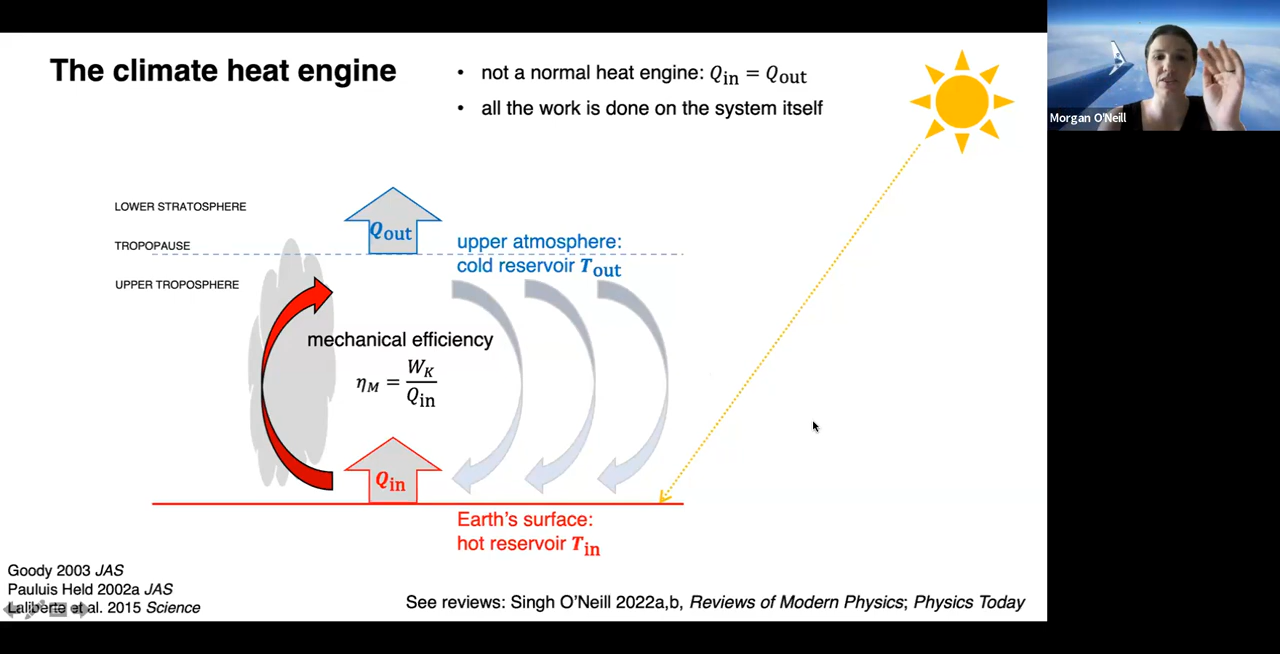 The climate heat engine
• not a normal heat engine: Q_in = Q_out
• all the work is done on the system itself
Morgan O'Neill
LOWER STRATOSPHERE
TROPOPAUSE
UPPER TROPOSPHERE
Q_out
upper atmosphere:
cold reservoir T_out
mechanical efficiency
η_M = W_K / Q_in
Q_in
Earth's surface:
hot reservoir T_in
Goody 2003 JAS
Pauluis Held 2002a JAS
Laliberte et al. 2015 Science
See reviews: Singh O'Neill 2022a,b, Reviews of Modern Physics; Physics Today